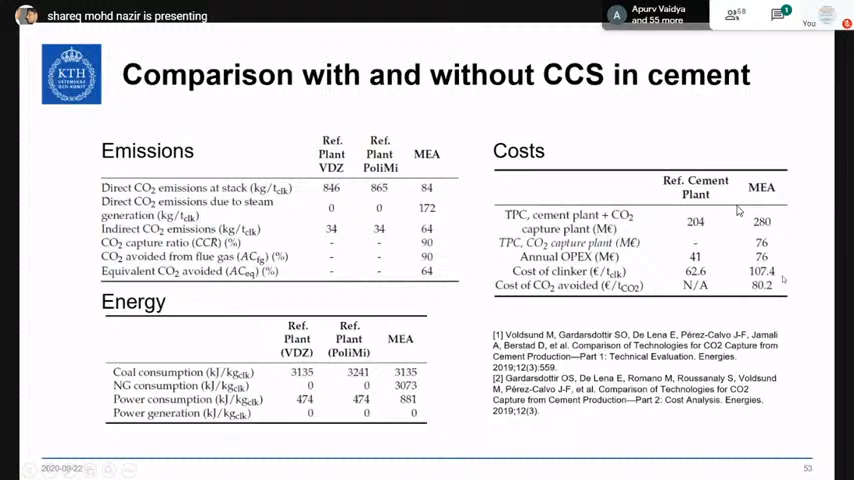 shareq mohd nazir is presenting
Apurv Vaidya
and 55 more
A
58
1
You
KTH
VETENSKAP
OCH KONST
Comparison with and without CCS in cement
Emissions
Ref. Plant VDZ
Ref. Plant PoliMi
MEA
Direct CO2 emissions at stack (kg/tclk) 846 865 84
Direct CO2 emissions due to steam generation (kg/tclk) 0 0 172
Indirect CO2 emissions (kg/tclk) 34 34 64
CO2 capture ratio (CCR) (%) - - 90
CO2 avoided from flue gas (ACfg) (%) - - 90
Equivalent CO2 avoided (ACeq) (%) - - 64
Energy
Ref. Plant (VDZ)
Ref. Plant (PoliMi)
MEA
Coal consumption (kJ/kgclk) 3135 3241 3135
NG consumption (kJ/kgclk) 0 0 3073
Power consumption (kJ/kgclk) 474 474 881
Power generation (kJ/kgclk) 0 0 0
Costs
Ref. Cement Plant
MEA
TPC, cement plant + CO2 capture plant (M€) 204 280
TPC, CO2 capture plant (M€) - 76
Annual OPEX (M€) 41 76
Cost of clinker (€/tclk) 62.6 107.4
Cost of CO2 avoided (€/tCO2) N/A 80.2
[1] Voldsund M, Gardarsdottir SO, De Lena E, Pérez-Calvo J-F, Jamali
A, Berstad D, et al. Comparison of Technologies for CO2 Capture from
Cement Production—Part 1: Technical Evaluation. Energies.
2019;12(3):559.
[2] Gardarsdottir OS, De Lena E, Romano M, Roussanaly S, Voldsund
M, Pérez-Calvo J-F, et al. Comparison of Technologies for CO2
Capture from Cement Production—Part 2: Cost Analysis. Energies.
2019;12(3).
2020-09-22
53